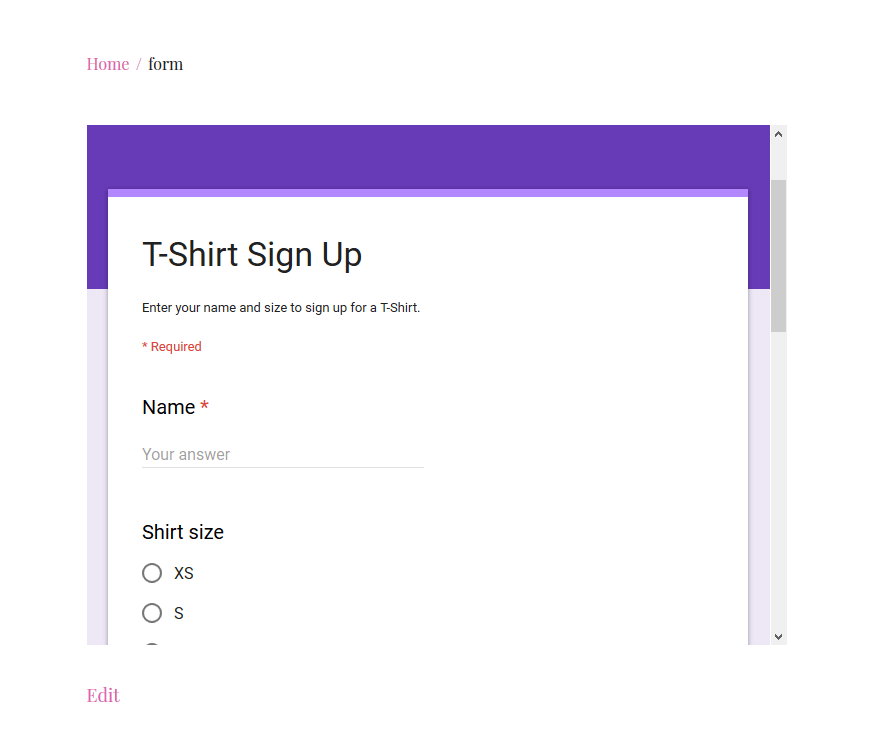 Home / form
T-Shirt Sign Up
Enter your name and size to sign up for a T-Shirt.
* Required
Name *
Your answer
Shirt size
XS
S
Edit